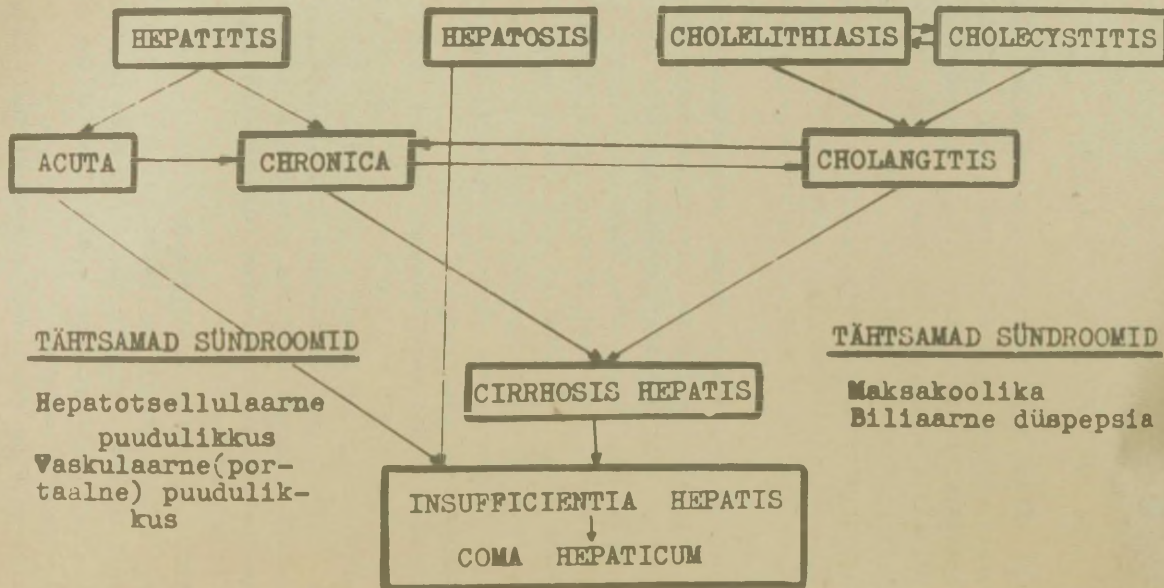 HEPATITIS
HEPATOSIS
CHOLELITHIASIS
CHOLECYSTITIS
ACUTA
CHRONICA
CHOLANGITIS
TÄHTSAMAD SÜNDROOMID
Hepatotsellulaarne
puudulikkus
Vaskulaarne(por-
taalne) puudulik-
kus
TÄHTSAMAD SÜNDROOMID
Maksakoolika
Biliaarne düspepsia
CIRRHOSIS HEPATIS
INSUFFICIENTIA HEPATIS
COMA HEPATICUM